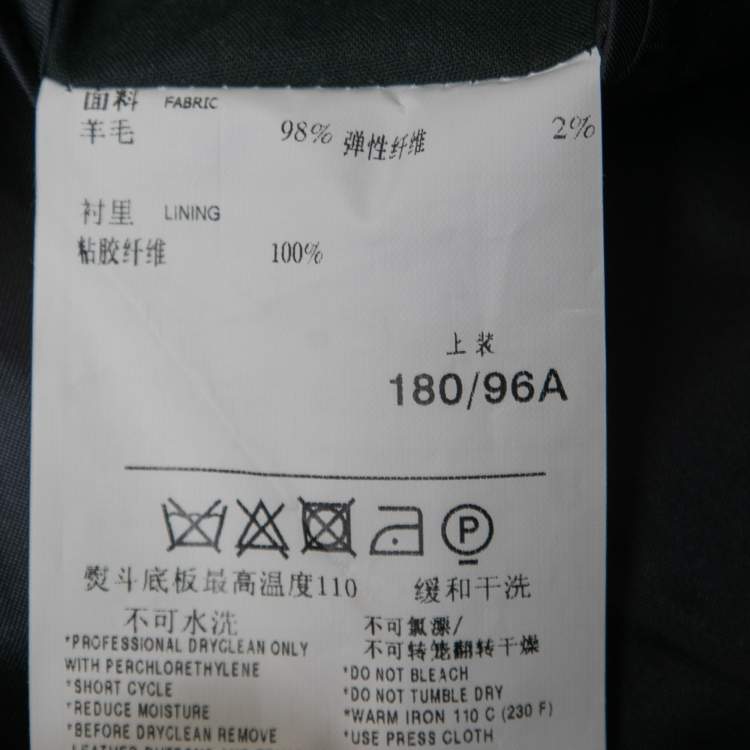 面料 FABRIC
羊毛 98% 弹性纤维 2%
衬里 LINING
粘胶纤维 100%
上装
180/96A
P
熨斗底板最高温度110 缓和干洗
不可水洗
不可氯漂/
不可转笼翻转干燥
*PROFESSIONAL DRYCLEAN ONLY
WITH PERCHLORETHYLENE
*SHORT CYCLE
*REDUCE MOISTURE
*BEFORE DRYCLEAN REMOVE
*DO NOT BLEACH
*DO NOT TUMBLE DRY
*WARM IRON 110 C (230 F)
*USE PRESS CLOTH